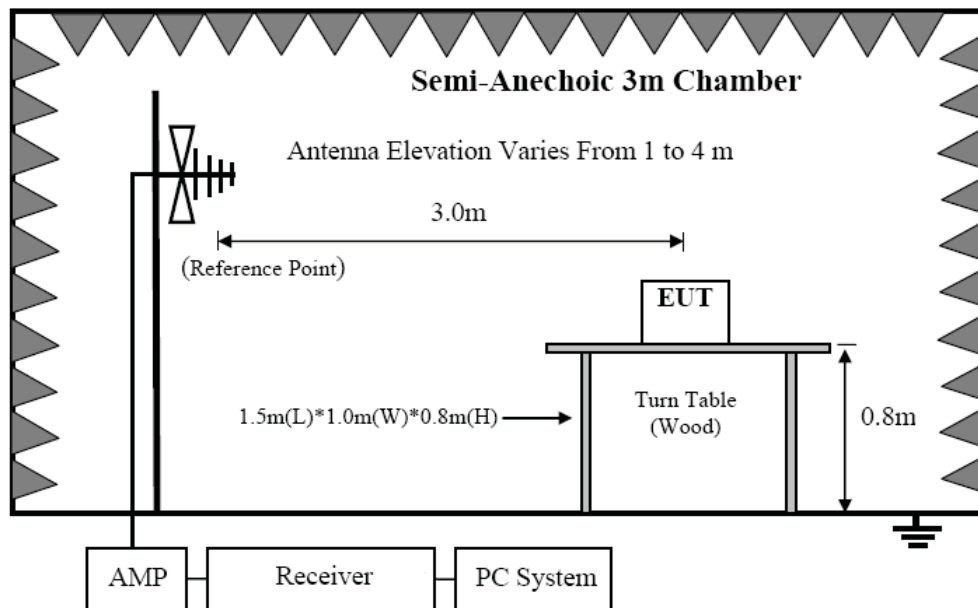 Semi-Anechoic 3m Chamber
Antenna Elevation Varies From 1 to 4 m
3.0m
(Reference Point)
EUT
1.5m(L)*1.0m(W)*0.8m(H)
Turn Table
(Wood)
0.8m
AMP
Receiver
PC System